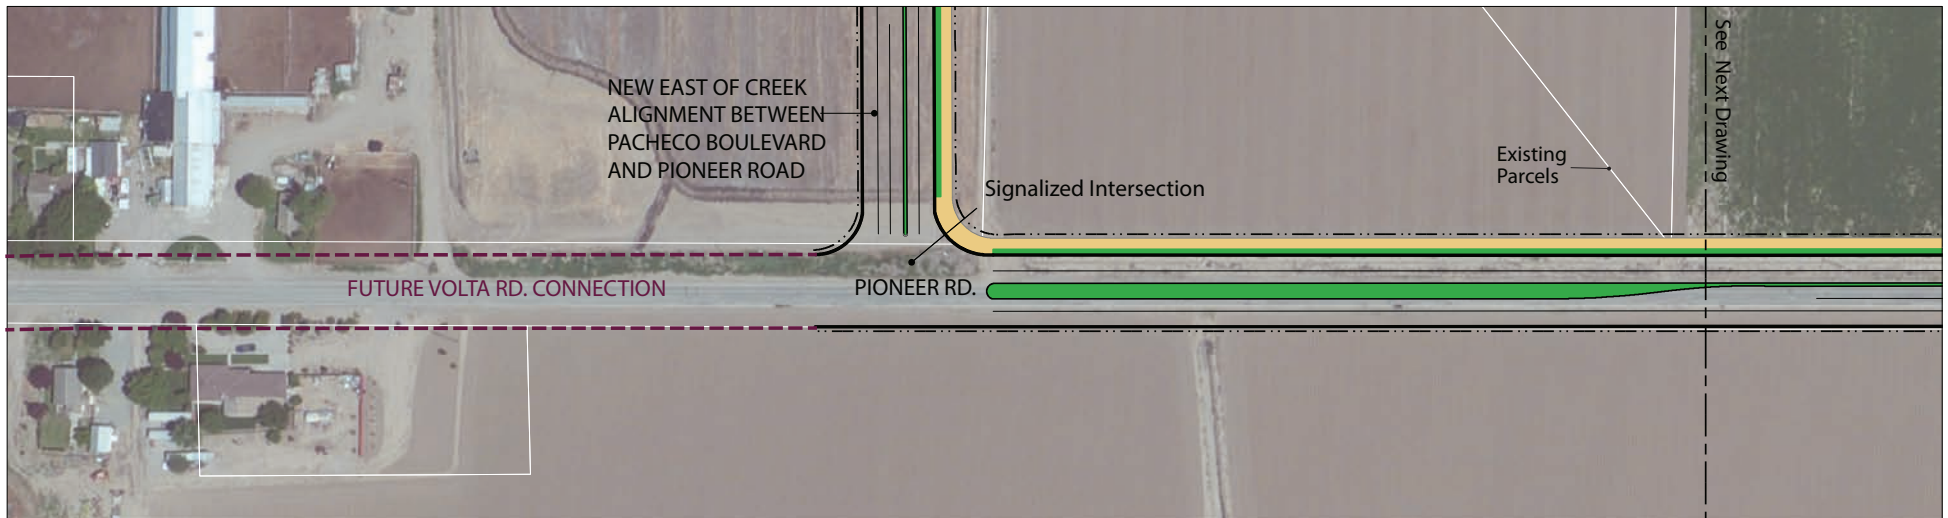 NEW EAST OF CREEK
ALIGNMENT BETWEEN
PACHECO BOULEVARD
AND PIONEER ROAD
Signalized Intersection
Existing
Parcels
See Next Drawing
FUTURE VOLTA RD. CONNECTION
PIONEER RD.